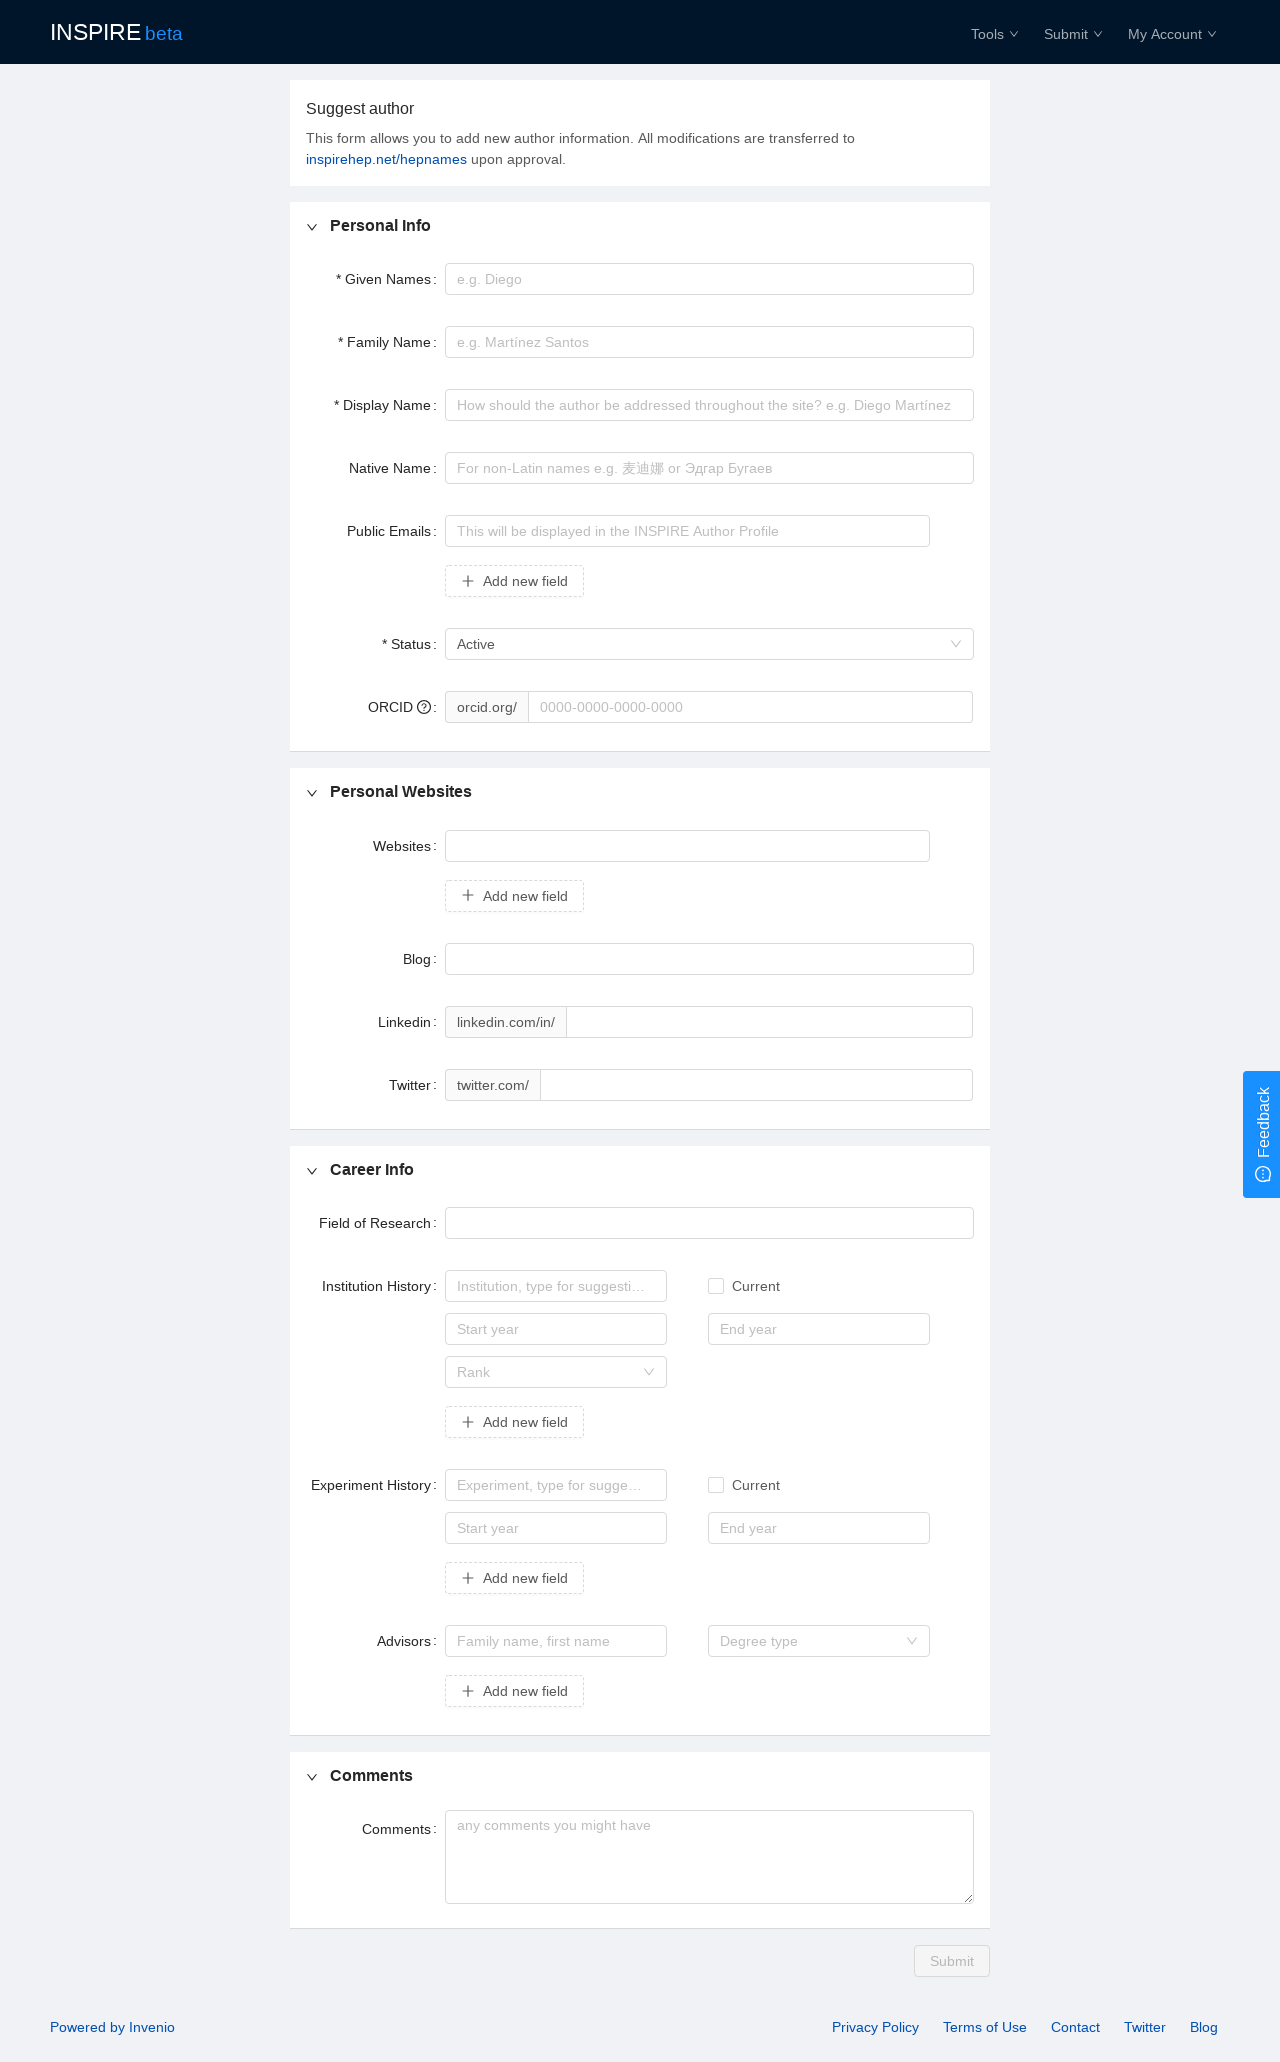 INSPIRE beta
Tools Submit My Account
Suggest author
This form allows you to add new author information. All modifications are transferred to
inspirehep.net/hepnames upon approval.
Personal Info
* Given Names: e.g. Diego
* Family Name: e.g. Martínez Santos
* Display Name: How should the author be addressed throughout the site? e.g. Diego Martínez
Native Name: For non-Latin names e.g. 麦迪娜 or Эдгар Бугаев
Public Emails: This will be displayed in the INSPIRE Author Profile
Add new field
* Status: Active
ORCID : orcid.org/ 0000-0000-0000-0000
Personal Websites
Websites:
Add new field
Blog:
Linkedin: linkedin.com/in/
Twitter: twitter.com/
Feedback
Career Info
Field of Research:
Institution History: Institution, type for suggesti… Current
Start year End year
Rank
Add new field
Experiment History: Experiment, type for sugge… Current
Start year End year
Add new field
Advisors: Family name, first name Degree type
Add new field
Comments
Comments: any comments you might have
Submit
Powered by Invenio Privacy Policy Terms of Use Contact Twitter Blog